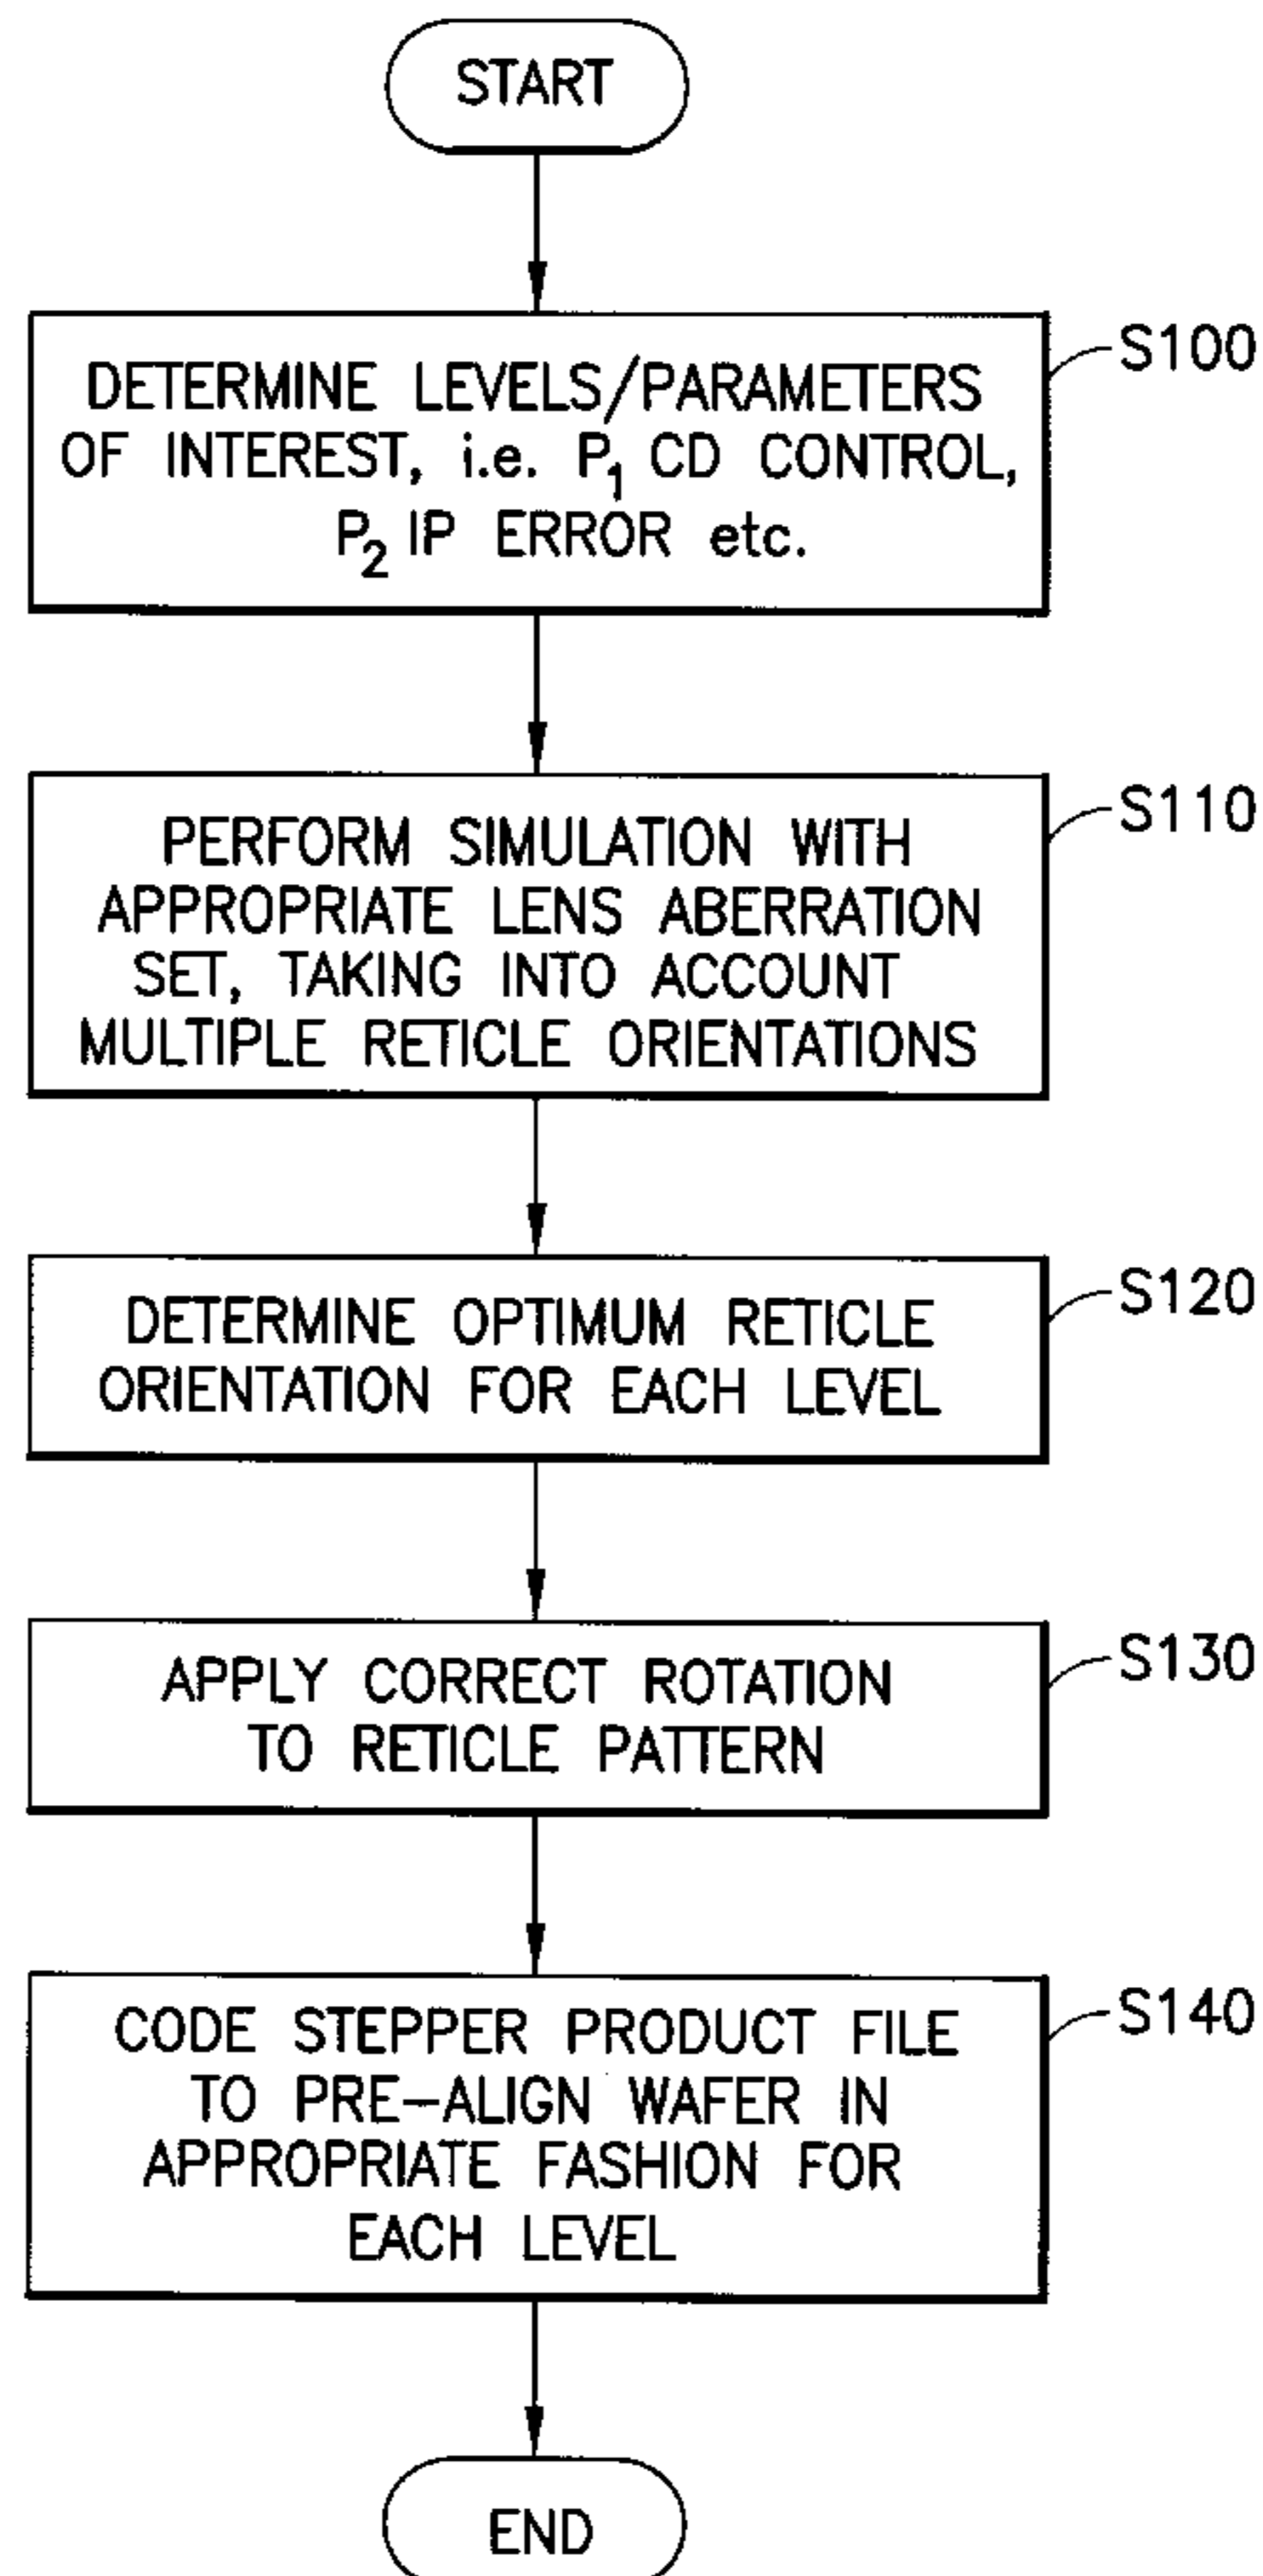 START
DETERMINE LEVELS/PARAMETERS
OF INTEREST, i.e. P1 CD CONTROL,
P2 IP ERROR etc.
S100
PERFORM SIMULATION WITH
APPROPRIATE LENS ABERRATION
SET, TAKING INTO ACCOUNT
MULTIPLE RETICLE ORIENTATIONS
S110
DETERMINE OPTIMUM RETICLE
ORIENTATION FOR EACH LEVEL
S120
APPLY CORRECT ROTATION
TO RETICLE PATTERN
S130
CODE STEPPER PRODUCT FILE
TO PRE-ALIGN WAFER IN
APPROPRIATE FASHION FOR
EACH LEVEL
S140
END